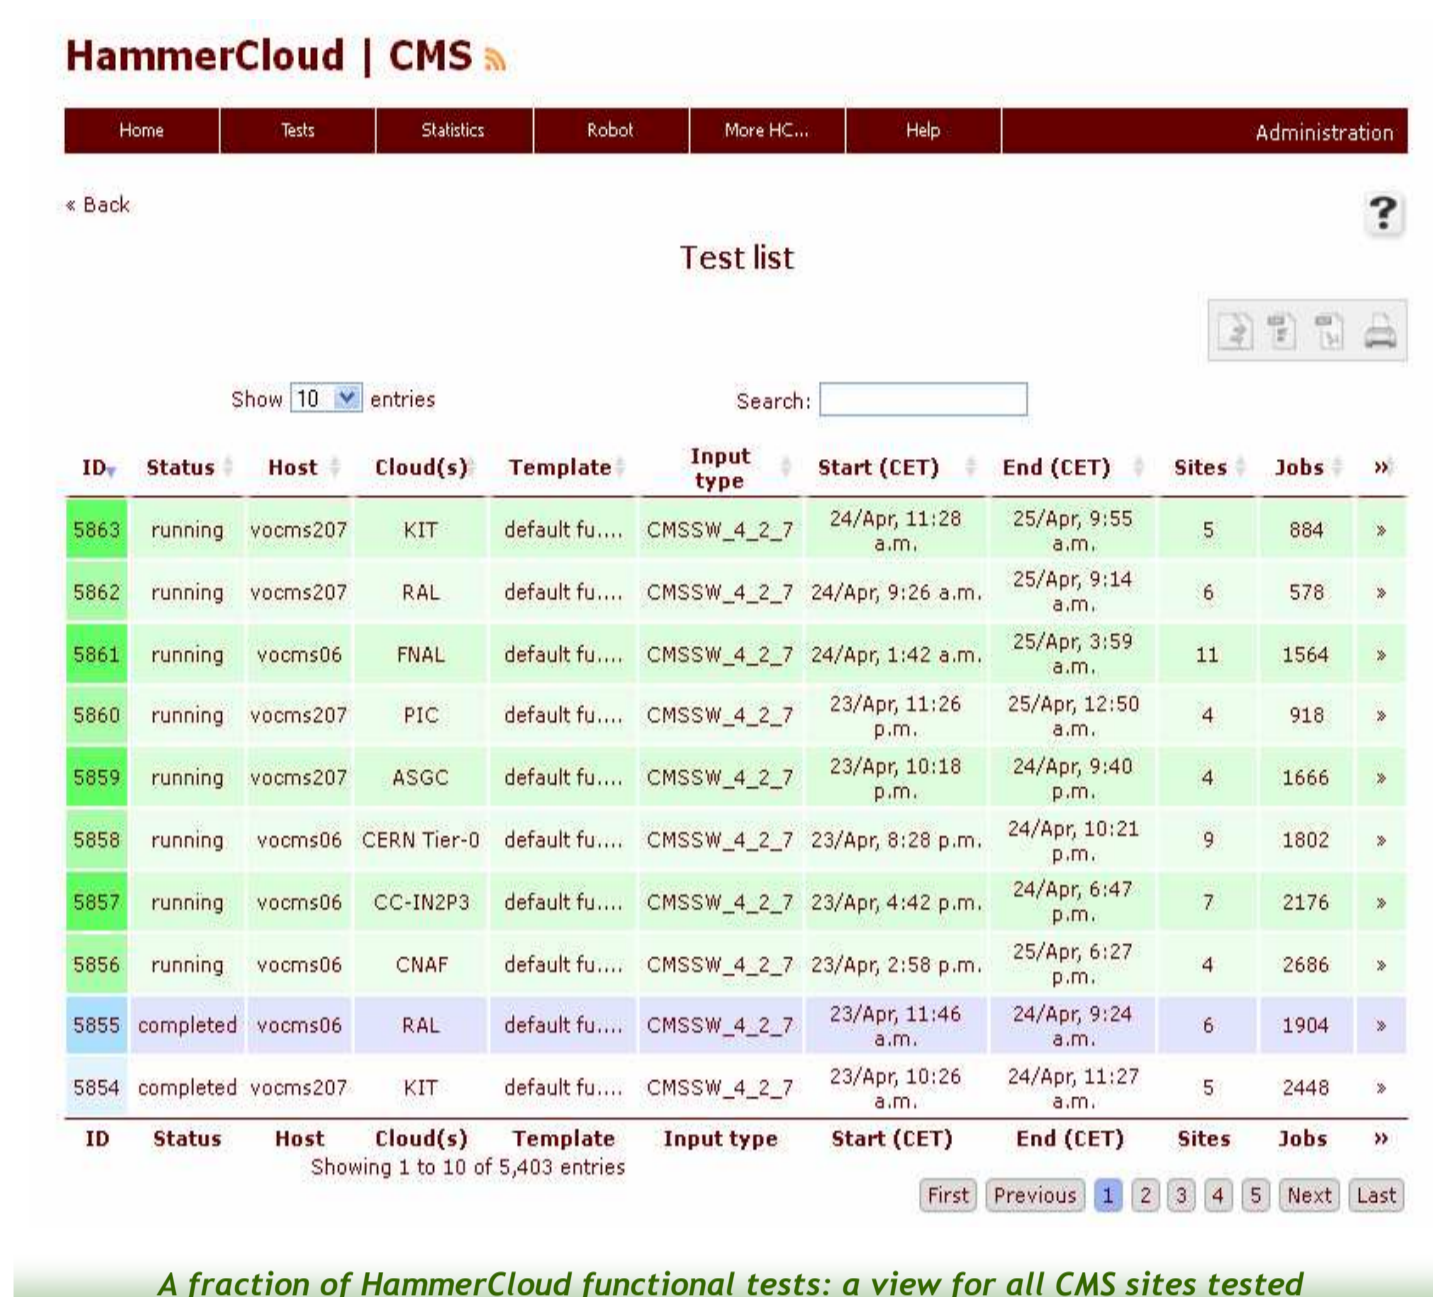 HammerCloud | CMS
Home Tests Statistics Robot More HC... Help Administration
« Back
?
Test list
Show 10 entries Search:
ID Status Host Cloud(s) Template Input type Start (CET) End (CET) Sites Jobs »
5863 running vocms207 KIT default fu.... CMSSW_4_2_7 24/Apr, 11:28 a.m. 25/Apr, 9:55 a.m. 5 884 »
5862 running vocms207 RAL default fu.... CMSSW_4_2_7 24/Apr, 9:26 a.m. 25/Apr, 9:14 a.m. 6 578 »
5861 running vocms06 FNAL default fu.... CMSSW_4_2_7 24/Apr, 1:42 a.m. 25/Apr, 3:59 a.m. 11 1564 »
5860 running vocms207 PIC default fu.... CMSSW_4_2_7 23/Apr, 11:26 p.m. 25/Apr, 12:50 a.m. 4 918 »
5859 running vocms207 ASGC default fu.... CMSSW_4_2_7 23/Apr, 10:18 p.m. 24/Apr, 9:40 p.m. 4 1666 »
5858 running vocms06 CERN Tier-0 default fu.... CMSSW_4_2_7 23/Apr, 8:28 p.m. 24/Apr, 10:21 p.m. 9 1802 »
5857 running vocms06 CC-IN2P3 default fu.... CMSSW_4_2_7 23/Apr, 4:42 p.m. 24/Apr, 6:47 p.m. 7 2176 »
5856 running vocms06 CNAF default fu.... CMSSW_4_2_7 23/Apr, 2:58 p.m. 25/Apr, 6:27 p.m. 4 2686 »
5855 completed vocms06 RAL default fu.... CMSSW_4_2_7 23/Apr, 11:46 a.m. 24/Apr, 9:24 a.m. 6 1904 »
5854 completed vocms207 KIT default fu.... CMSSW_4_2_7 23/Apr, 10:26 a.m. 24/Apr, 11:27 a.m. 5 2448 »
ID Status Host Cloud(s) Template Input type Start (CET) End (CET) Sites Jobs »
Showing 1 to 10 of 5,403 entries
First Previous 1 2 3 4 5 Next Last
A fraction of HammerCloud functional tests: a view for all CMS sites tested